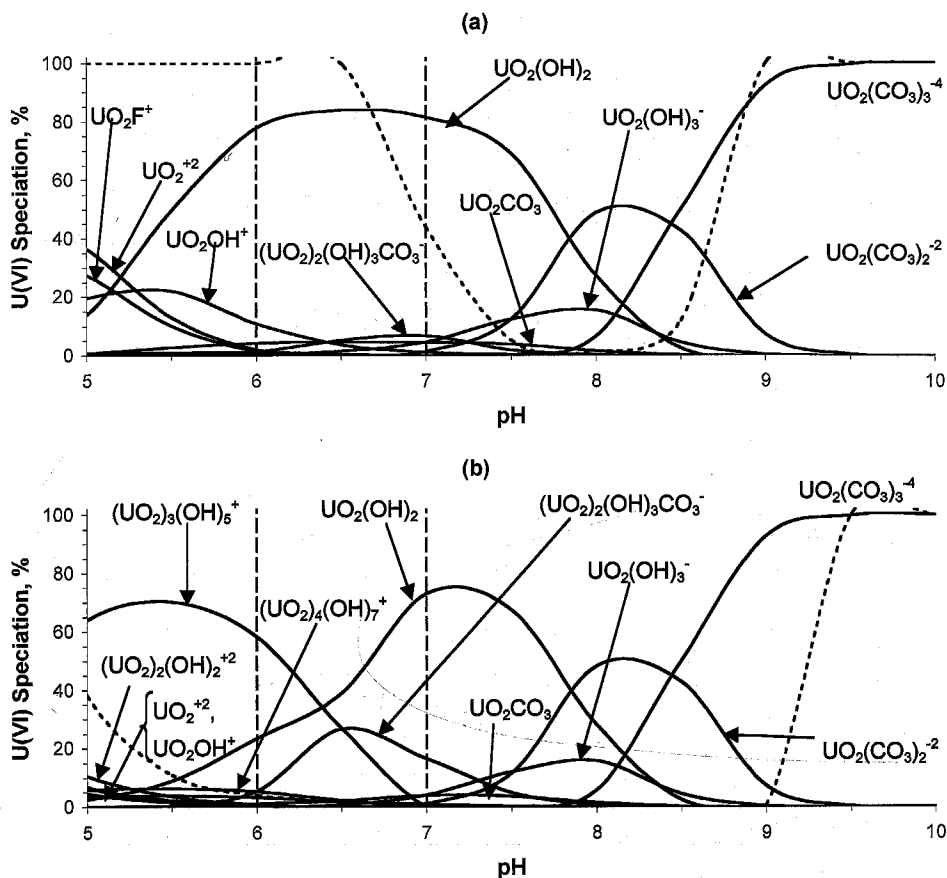 (a)
U(VI) Speciation, %
100
80
60
40
20
0
UO₂F⁺
UO₂⁺²
UO₂OH⁺
(UO₂)₂(OH)₃CO₃⁻
UO₂(OH)₂
UO₂CO₃
UO₂(OH)₃⁻
UO₂(CO₃)₃⁻⁴
UO₂(CO₃)₂⁻²
5 6 7 8 9 10
pH
(b)
U(VI) Speciation, %
100
80
60
40
20
0
(UO₂)₃(OH)₅⁺
UO₂(OH)₂
(UO₂)₂(OH)₃CO₃⁻
UO₂(CO₃)₃⁻⁴
UO₂(OH)₃⁻
(UO₂)₄(OH)₇⁺
(UO₂)₂(OH)₂⁺²
UO₂⁺²,
UO₂OH⁺
UO₂CO₃
UO₂(CO₃)₂⁻²
5 6 7 8 9 10
pH